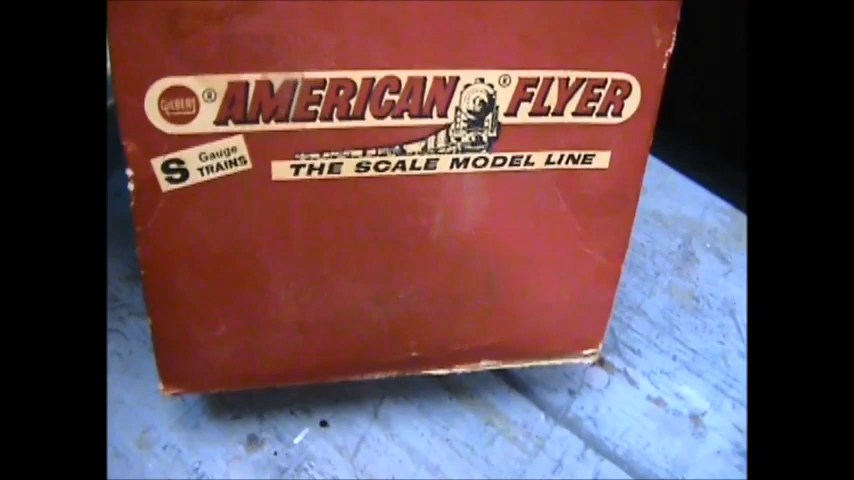 GILBERT ® AMERICAN ® FLYER
S Gauge TRAINS
THE SCALE MODEL LINE